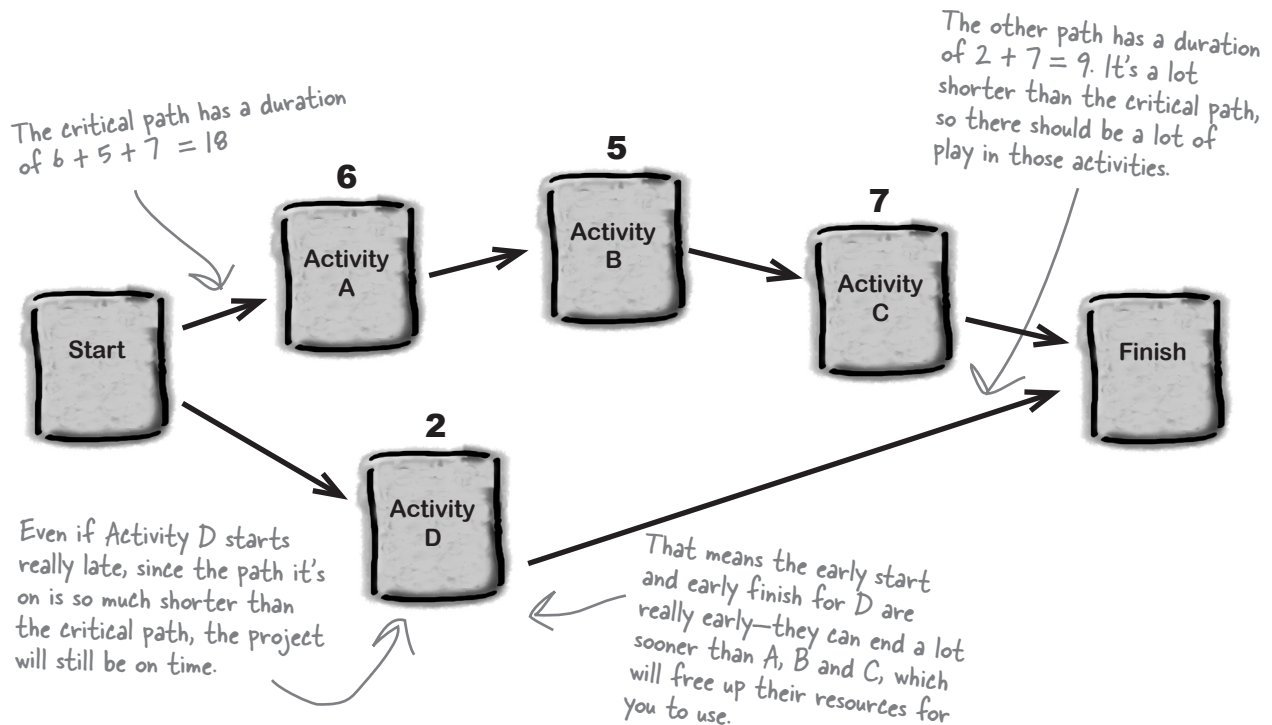 The critical path has a duration
of 6 + 5 + 7 = 18
The other path has a duration
of 2 + 7 = 9. It's a lot
shorter than the critical path,
so there should be a lot of
play in those activities.
6
Activity
A
5
Activity
B
7
Activity
C
Start
Finish
2
Activity
D
Even if Activity D starts
really late, since the path it's
on is so much shorter than
the critical path, the project
will still be on time.
That means the early start
and early finish for D are
really early—they can end a lot
sooner than A, B and C, which
will free up their resources for
you to use.